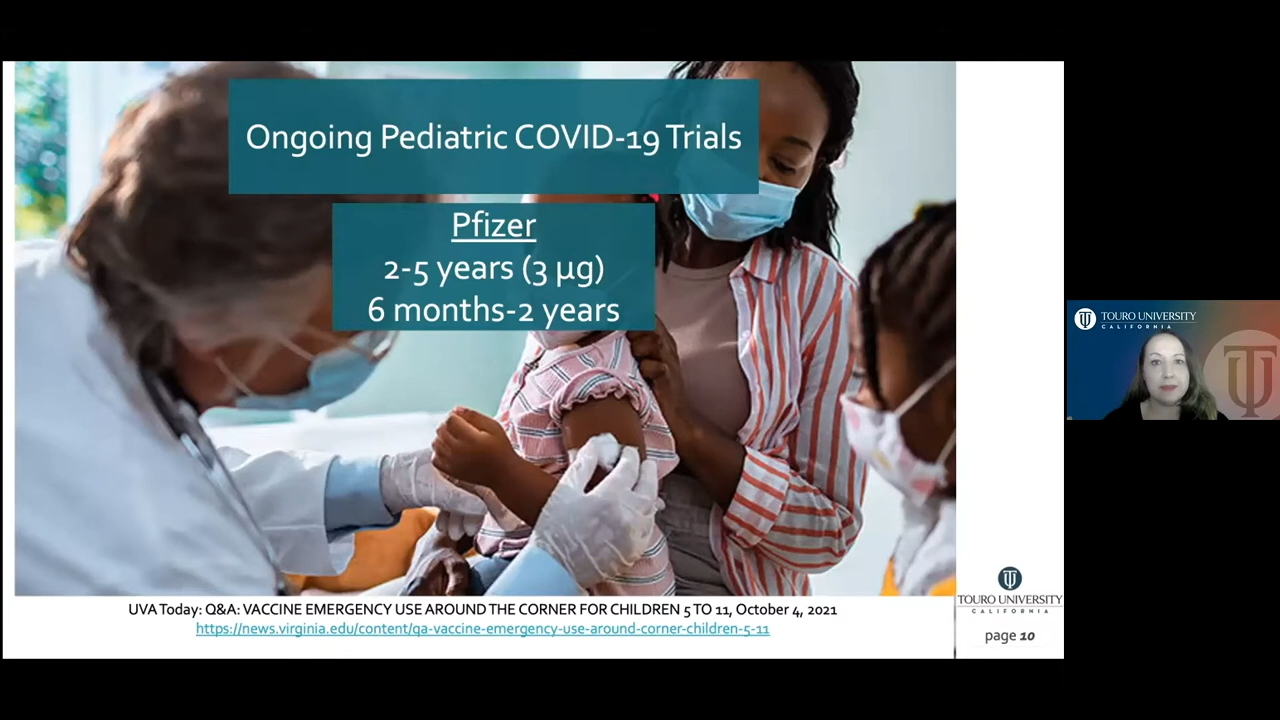 Ongoing Pediatric COVID-19 Trials
Pfizer
2-5 years (3 µg)
6 months-2 years
UVA Today: Q&A: VACCINE EMERGENCY USE AROUND THE CORNER FOR CHILDREN 5 TO 11, October 4, 2021
https://news.virginia.edu/content/qa-vaccine-emergency-use-around-corner-children-5-11
TOURO UNIVERSITY
CALIFORNIA
page 10
TOURO UNIVERSITY
CALIFORNIA